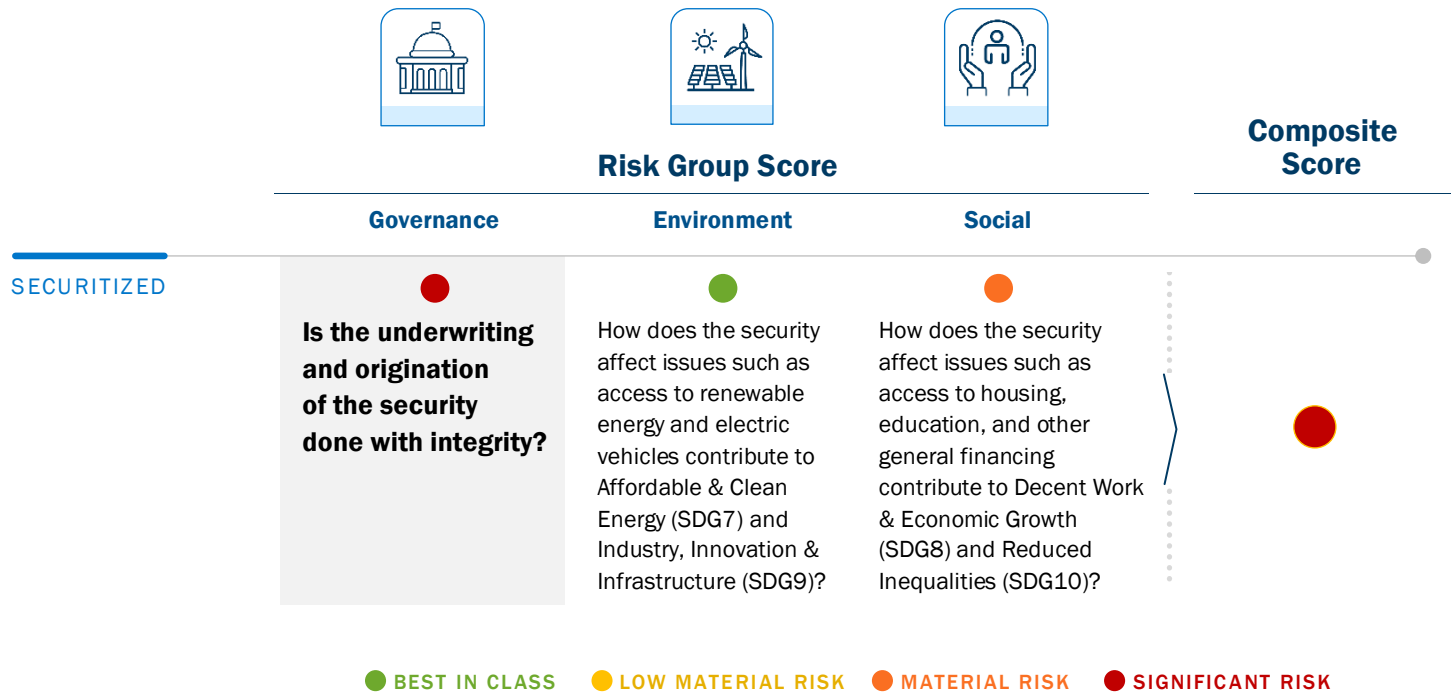 Risk Group Score
Composite
Score
Governance
Environment
Social
SECURITIZED
Is the underwriting
and origination
of the security
done with integrity?
How does the security
affect issues such as
access to renewable
energy and electric
vehicles contribute to
Affordable & Clean
Energy (SDG7) and
Industry, Innovation &
Infrastructure (SDG9)?
How does the security
affect issues such as
access to housing,
education, and other
general financing
contribute to Decent Work
& Economic Growth
(SDG8) and Reduced
Inequalities (SDG10)?
BEST IN CLASS
LOW MATERIAL RISK
MATERIAL RISK
SIGNIFICANT RISK